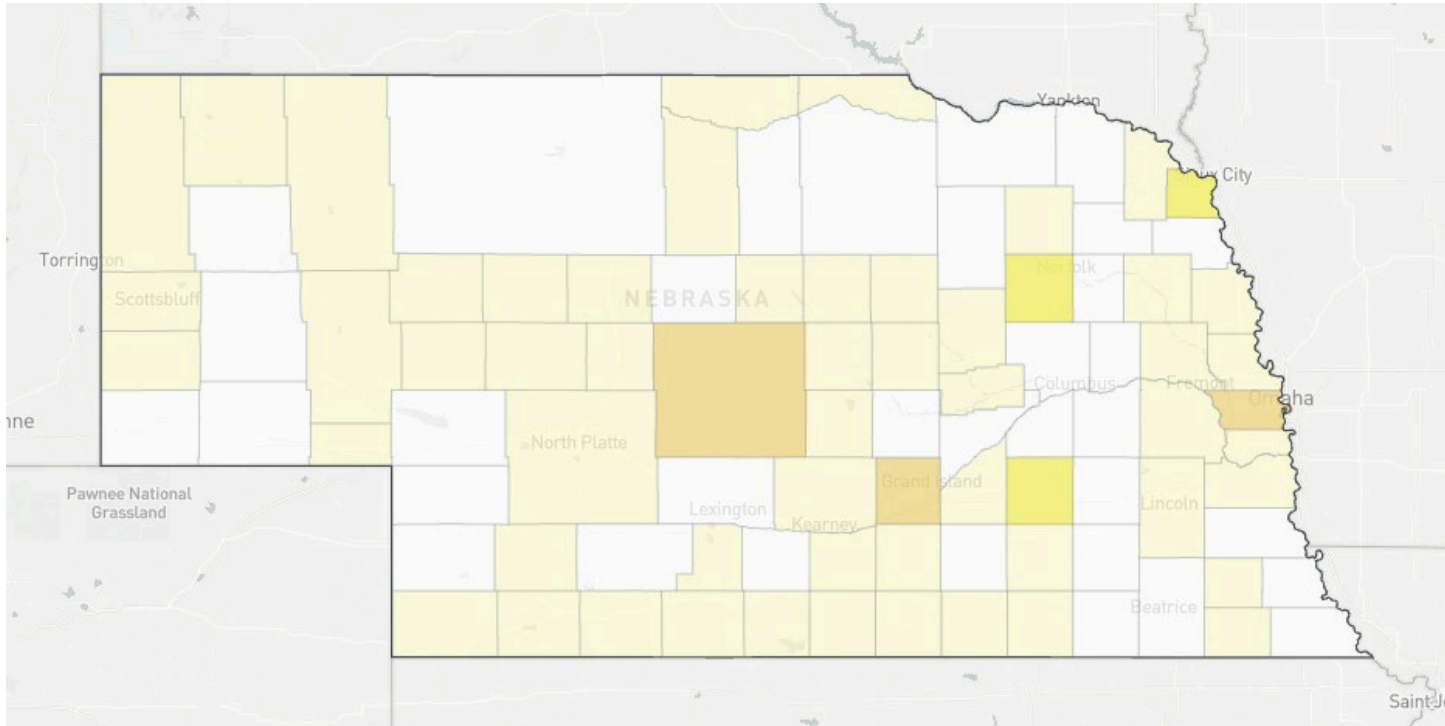 Yankton
Sioux City
Torrington
Norfolk
Scottsbluff
NEBRASKA
Columbus
Fremont
Omaha
nne
North Platte
Pawnee National
Grassland
Grand Island
Lexington
Lincoln
Kearney
Beatrice
Saint J